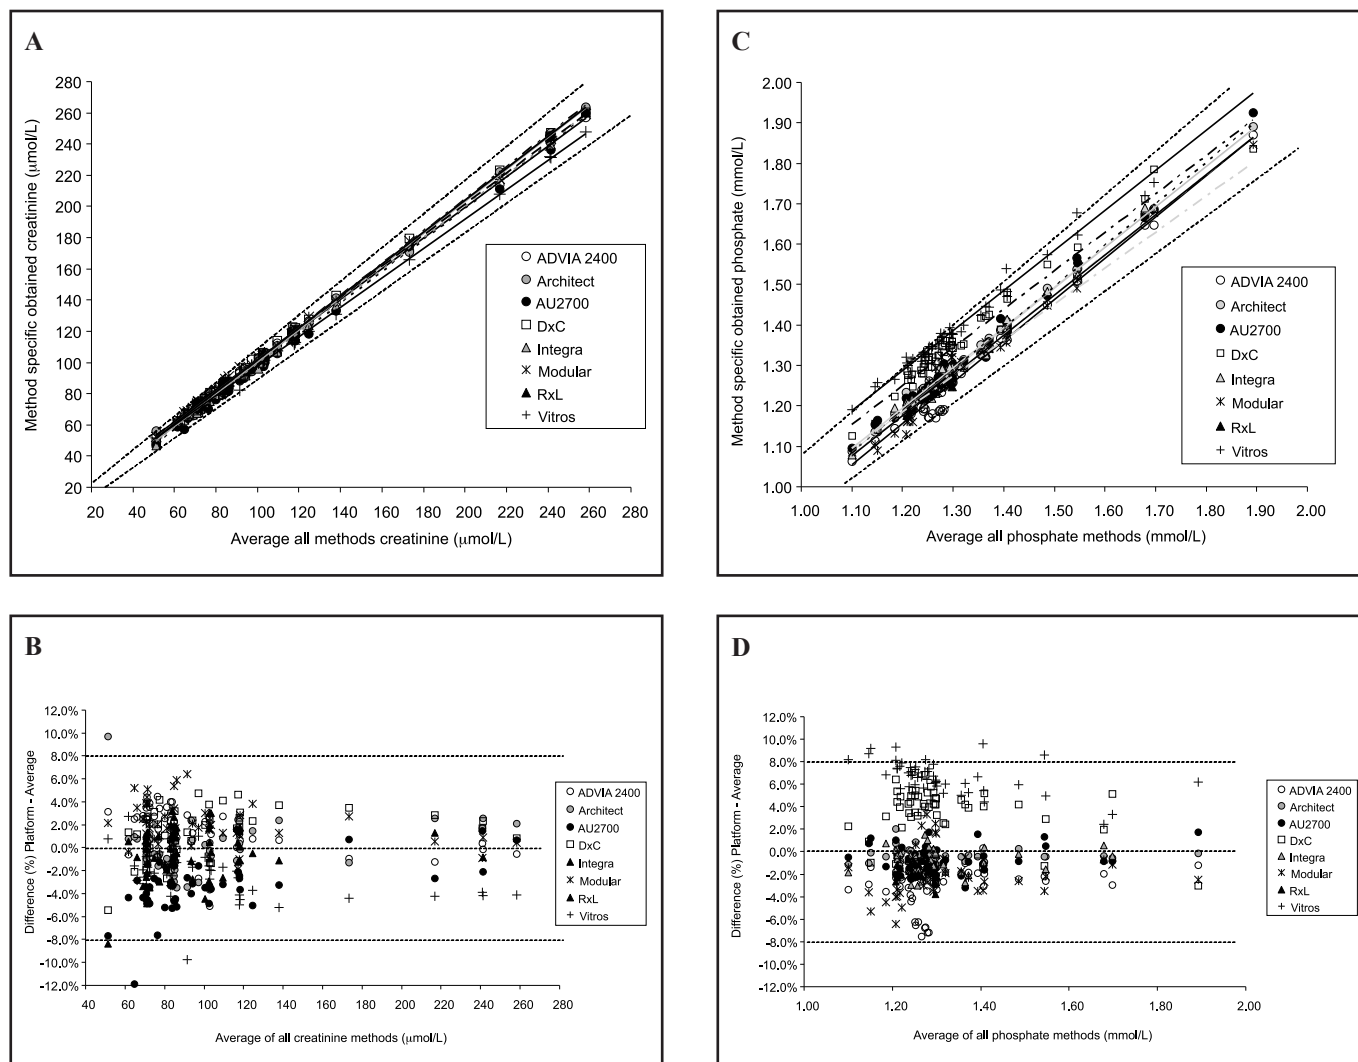 A
Method specific obtained creatinine (µmol/L)
280
260
240
220
200
180
160
140
120
100
80
60
40
20
20 40 60 80 100 120 140 160 180 200 220 240 260 280
Average all methods creatinine (µmol/L)
ADVIA 2400
Architect
AU2700
DxC
Integra
Modular
RxL
Vitros
C
Method specific obtained phosphate (mmol/L)
2.00
1.90
1.80
1.70
1.60
1.50
1.40
1.30
1.20
1.10
1.00
1.00 1.10 1.20 1.30 1.40 1.50 1.60 1.70 1.80 1.90 2.00
Average all phosphate methods (mmol/L)
ADVIA 2400
Architect
AU2700
DxC
Integra
Modular
RxL
Vitros
B
Difference (%) Platform - Average
12.0%
10.0%
8.0%
6.0%
4.0%
2.0%
0.0%
-2.0%
-4.0%
-6.0%
-8.0%
-10.0%
-12.0%
40 60 80 100 120 140 160 180 200 220 240 260 280
Average of all creatinine methods (µmol/L)
ADVIA 2400
Architect
AU2700
DxC
Integra
Modular
RxL
Vitros
D
Difference (%) Platform - Average
12.0%
10.0%
8.0%
6.0%
4.0%
2.0%
0.0%
-2.0%
-4.0%
-6.0%
-8.0%
-10.0%
-12.0%
1.00 1.20 1.40 1.60 1.80 2.00
Average of all phosphate methods (mmol/L)
ADVIA 2400
Architect
AU2700
DxC
Integra
Modular
RxL
Vitros